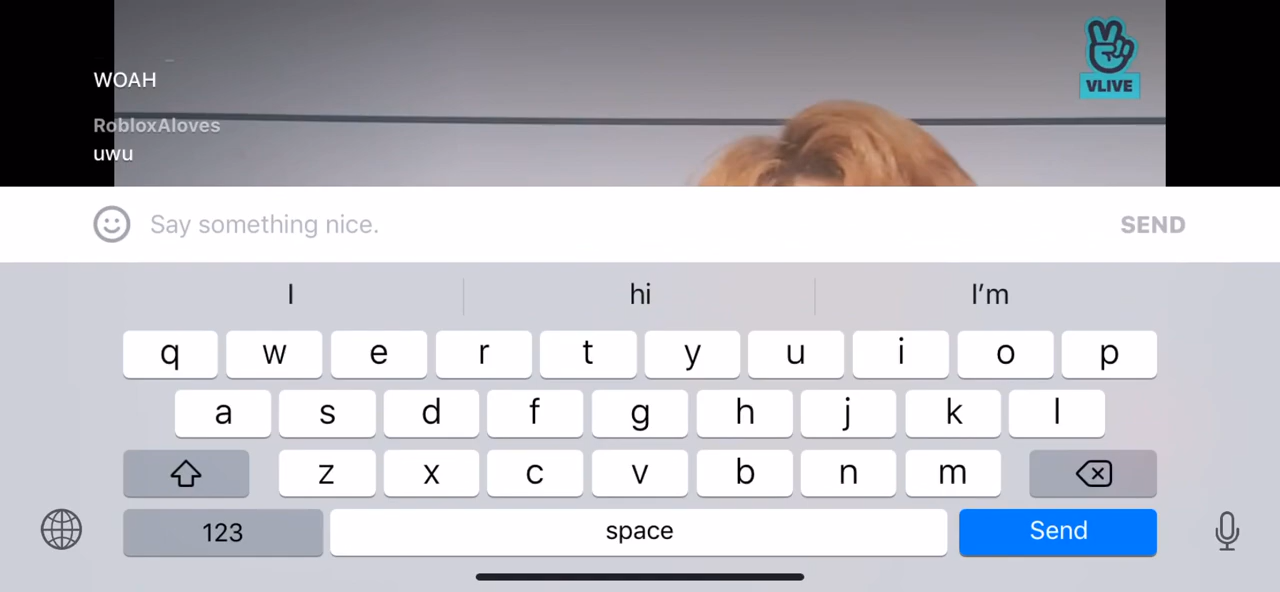 WOAH
VLIVE
RobloxAloves
uwu
Say something nice.
SEND
I
hi
I'm
q w e r t y u i o p
a s d f g h j k l
z x c v b n m
123
space
Send